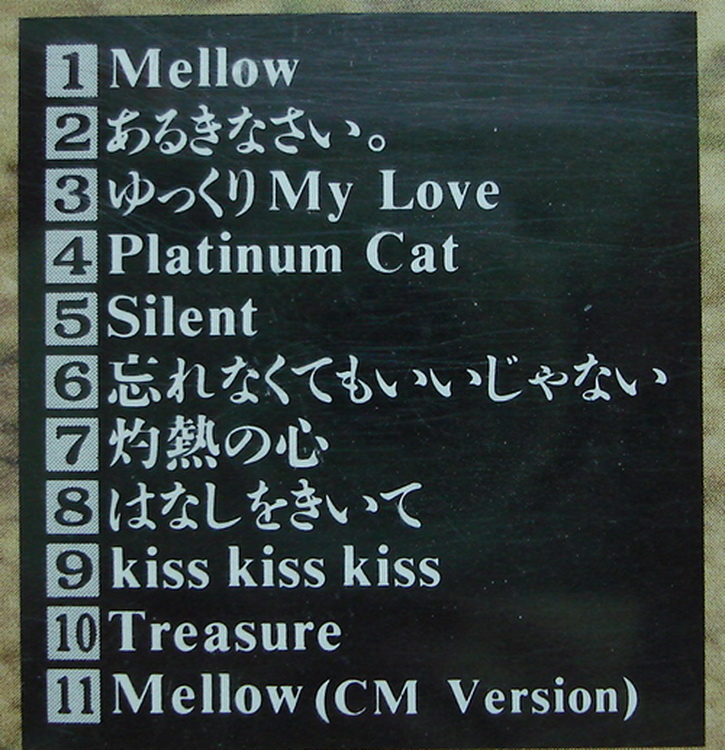 1 Mellow
2 あるきなさい。
3 ゆっくり My Love
4 Platinum Cat
5 Silent
6 忘れなくてもいいじゃない
7 灼熱の心
8 はなしをきいて
9 kiss kiss kiss
10 Treasure
11 Mellow (CM Version)